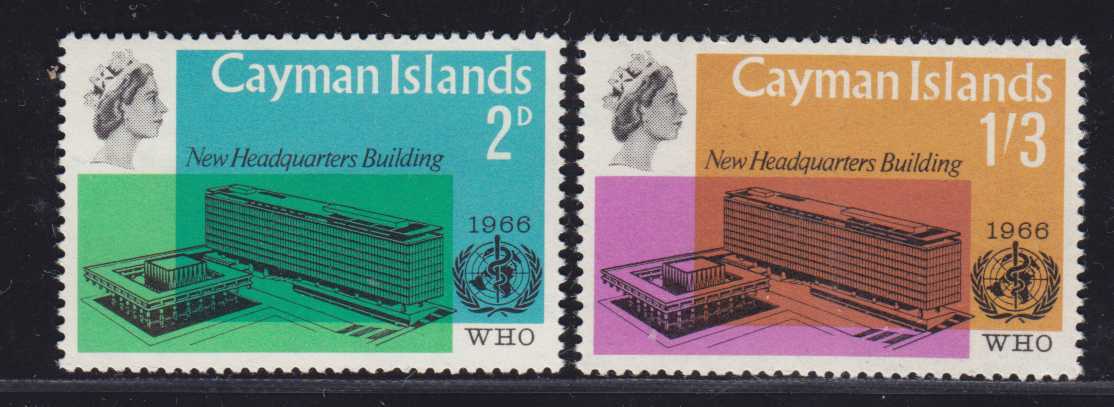 Cayman Islands
2D
New Headquarters Building
1966
WHO
Cayman Islands
1/3
New Headquarters Building
1966
WHO